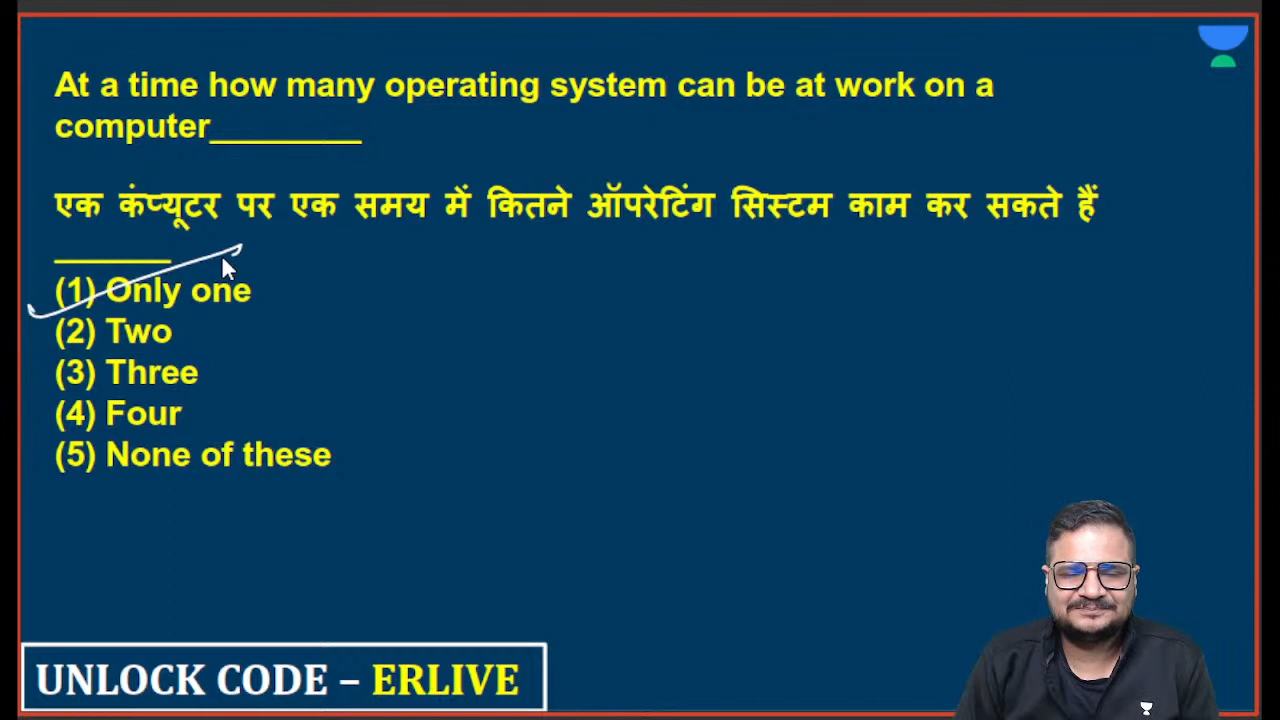 At a time how many operating system can be at work on a
computer________
एक कंप्यूटर पर एक समय में कितने ऑपरेटिंग सिस्टम काम कर सकते हैं
______
(1) Only one
(2) Two
(3) Three
(4) Four
(5) None of these
UNLOCK CODE – ERLIVE